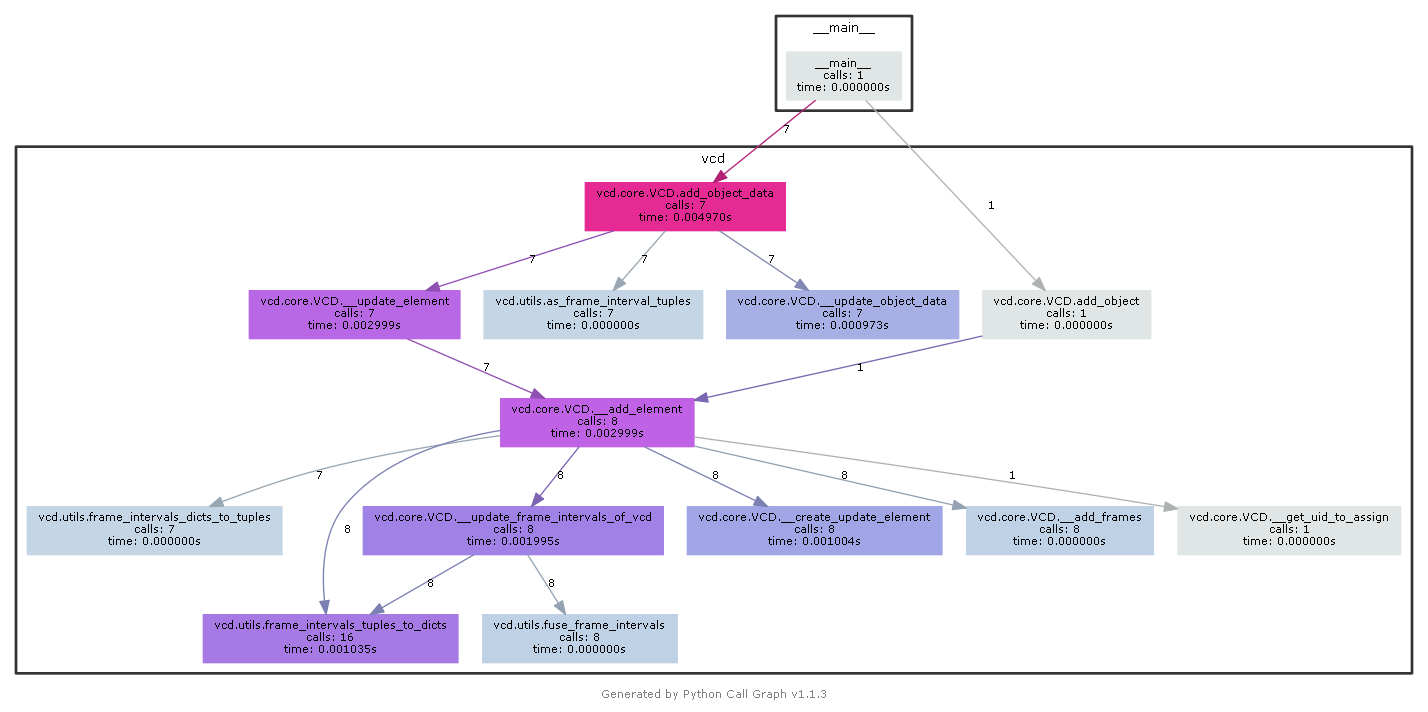 __main__
__main__
calls: 1
time: 0.000000s
7
vcd
vcd.core.VCD.add_object_data
calls: 7
time: 0.004970s
1
7
7
7
vcd.core.VCD.__update_element
calls: 7
time: 0.002999s
vcd.utils.as_frame_interval_tuples
calls: 7
time: 0.000000s
vcd.core.VCD.__update_object_data
calls: 7
time: 0.000973s
vcd.core.VCD.add_object
calls: 1
time: 0.000000s
7
1
vcd.core.VCD.__add_element
calls: 8
time: 0.002999s
7
8
8
8
1
vcd.utils.frame_intervals_dicts_to_tuples
calls: 7
time: 0.000000s
8
vcd.core.VCD.__update_frame_intervals_of_vcd
calls: 8
time: 0.001995s
vcd.core.VCD.__create_update_element
calls: 8
time: 0.001004s
vcd.core.VCD.__add_frames
calls: 8
time: 0.000000s
vcd.core.VCD.__get_uid_to_assign
calls: 1
time: 0.000000s
8
8
vcd.utils.frame_intervals_tuples_to_dicts
calls: 16
time: 0.001035s
vcd.utils.fuse_frame_intervals
calls: 8
time: 0.000000s
Generated by Python Call Graph v1.1.3